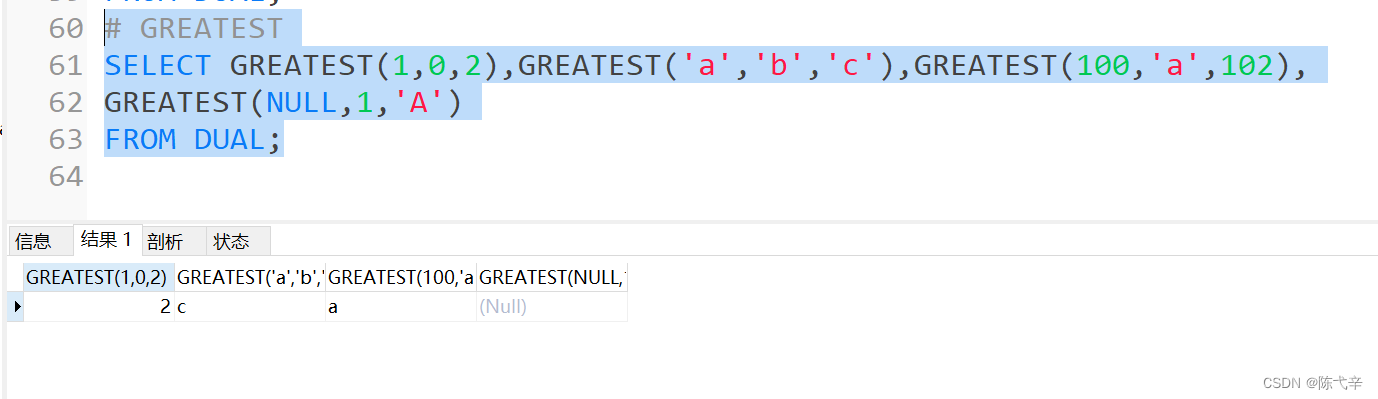 60 # GREATEST
61 SELECT GREATEST(1,0,2),GREATEST('a','b','c'),GREATEST(100,'a',102),
62 GREATEST(NULL,1,'A')
63 FROM DUAL;
64
信息 结果 1 剖析 状态
GREATEST(1,0,2) GREATEST('a','b',' GREATEST(100,'a GREATEST(NULL,
2 c a (Null)
CSDN @陈弋辛